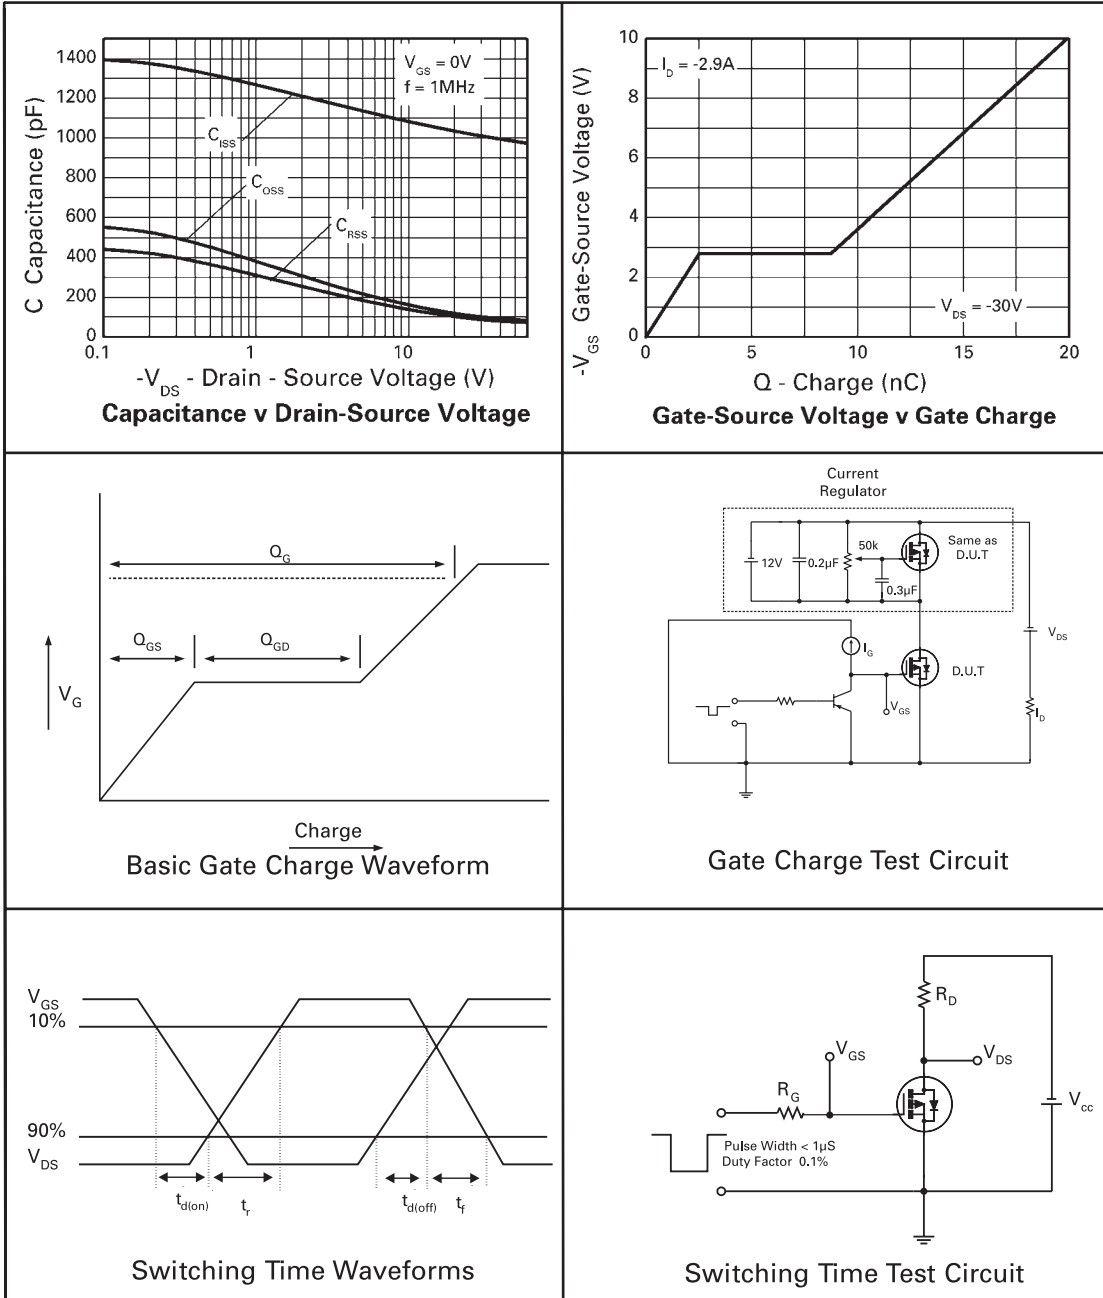 1400
1200
1000
800
600
400
200
0
C Capacitance (pF)
V_GS = 0V
f = 1MHz
C_ISS
C_OSS
C_RSS
0.1
1
10
-V_DS - Drain - Source Voltage (V)
Capacitance v Drain-Source Voltage
10
8
6
4
2
0
-V_GS Gate-Source Voltage (V)
I_D = -2.9A
V_DS = -30V
0
5
10
15
20
Q - Charge (nC)
Gate-Source Voltage v Gate Charge
Q_G
Q_GS
Q_GD
V_G
Charge
Basic Gate Charge Waveform
Current
Regulator
12V
0.2µF
50k
0.3µF
Same as
D.U.T
I_G
V_DS
D.U.T
V_GS
I_D
Gate Charge Test Circuit
V_GS
10%
90%
V_DS
t_d(on)
t_r
t_d(off)
t_f
Switching Time Waveforms
R_D
V_GS
V_DS
R_G
V_cc
Pulse Width < 1µS
Duty Factor 0.1%
Switching Time Test Circuit